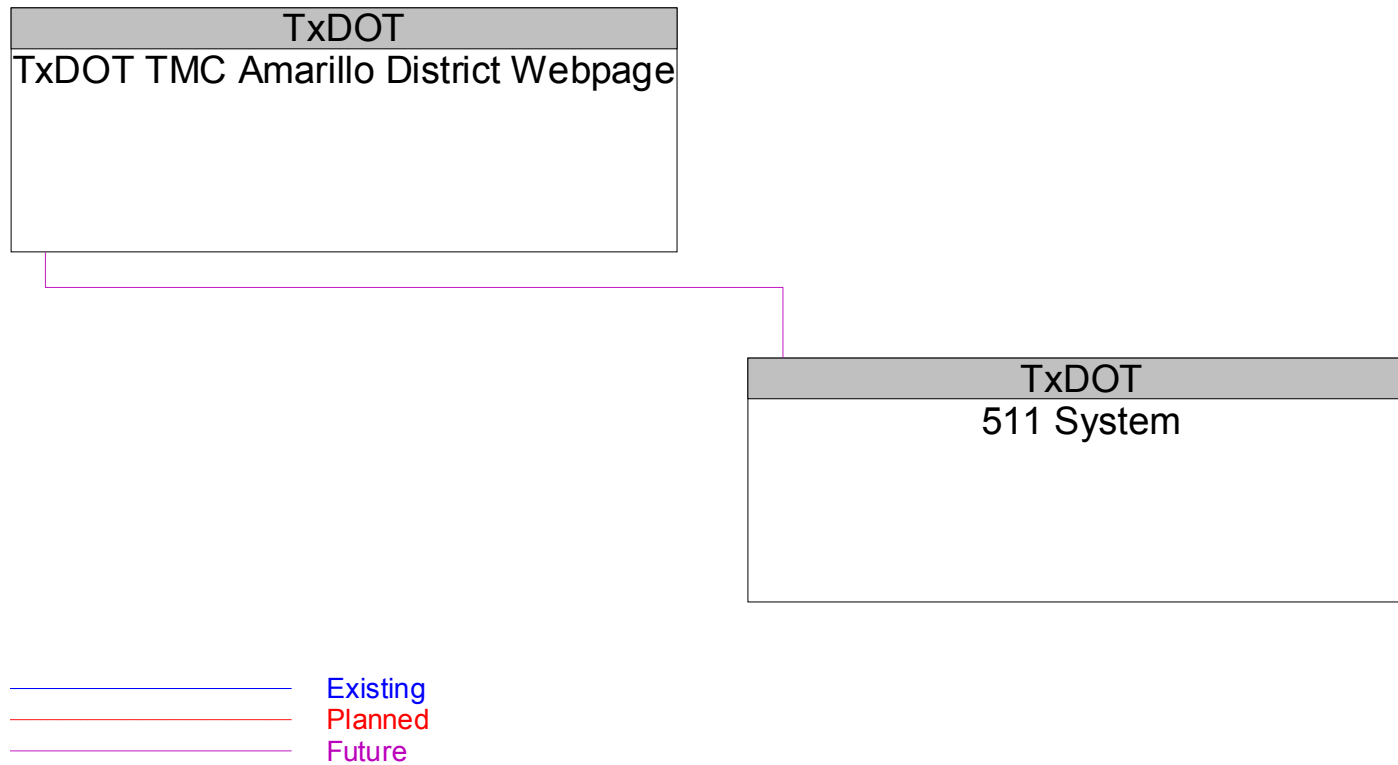 TxDOT
TxDOT TMC Amarillo District Webpage
TxDOT
511 System
Existing
Planned
Future